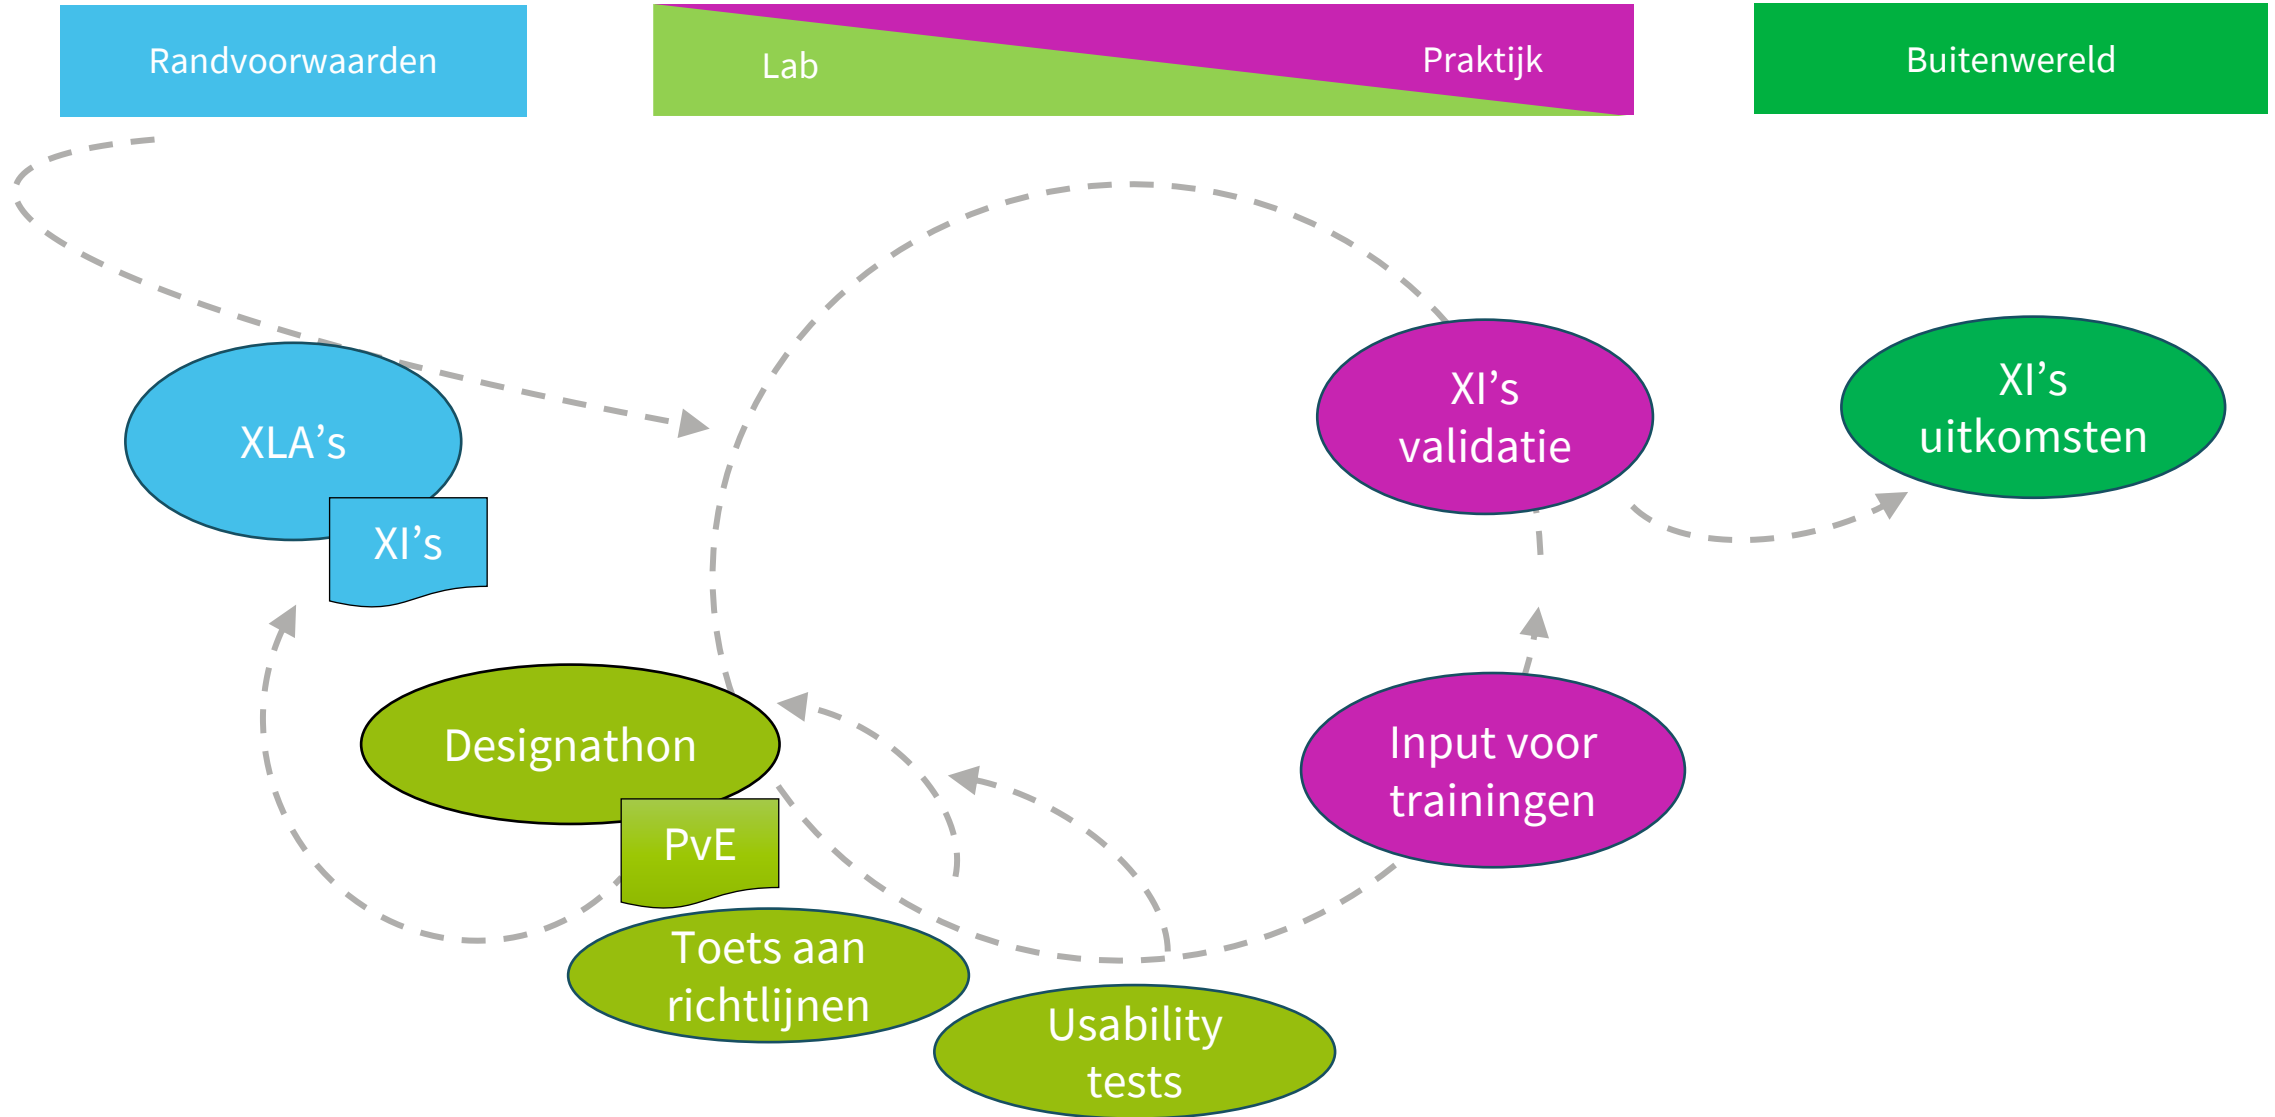 Randvoorwaarden
Lab
Praktijk
Buitenwereld
XLA’s
XI’s
XI’s
validatie
XI’s
uitkomsten
Designathon
PvE
Input voor
trainingen
Toets aan
richtlijnen
Usability
tests